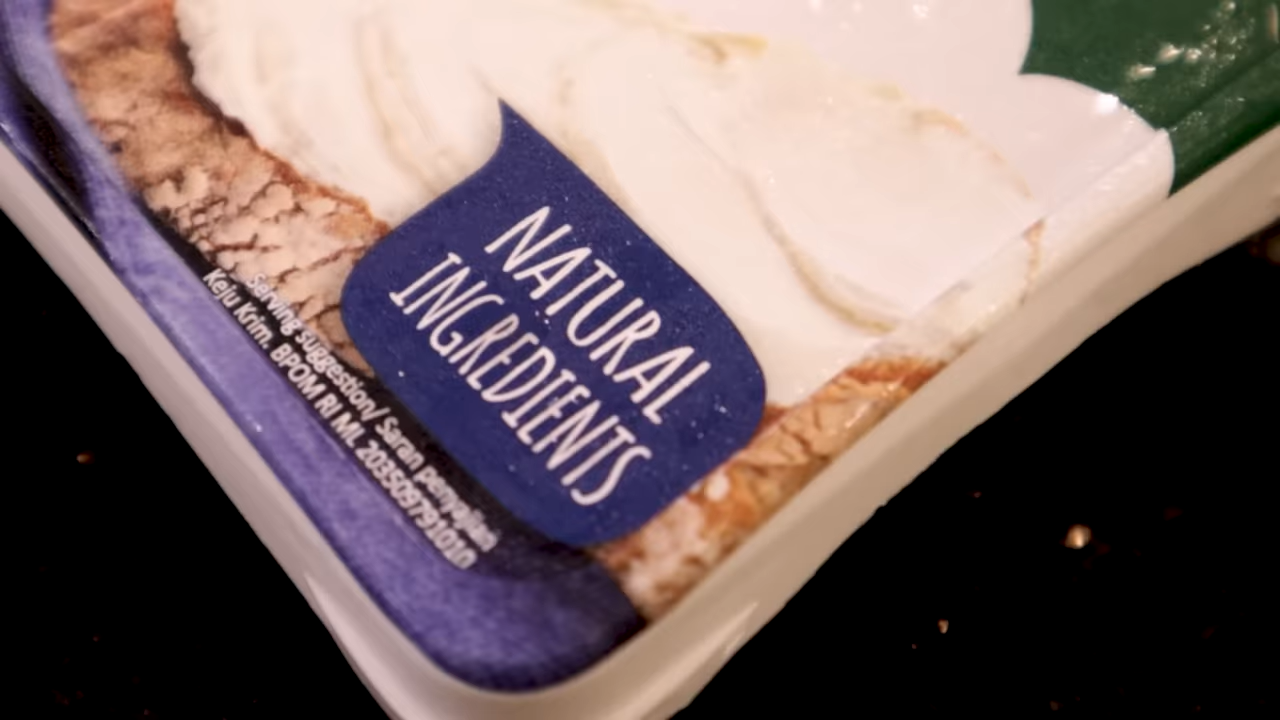 NATURAL
INGREDIENTS
Serving suggestion/ Saran penyajian
Keju Krim. BPOM RI ML 203509791010